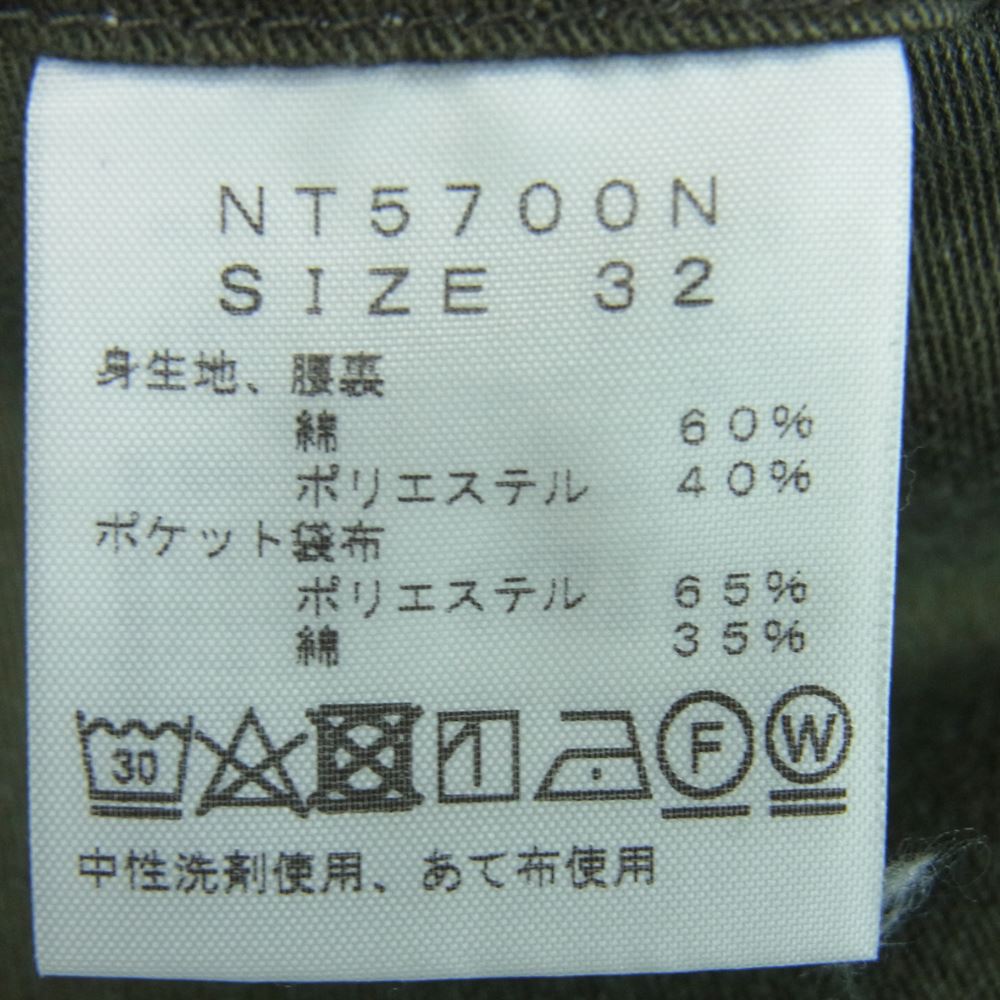 NT5700N
SIZE 32
身生地、腰裏
綿 60%
ポリエステル 40%
ポケット袋布
ポリエステル 65%
綿 35%
30 F W
中性洗剤使用、あて布使用